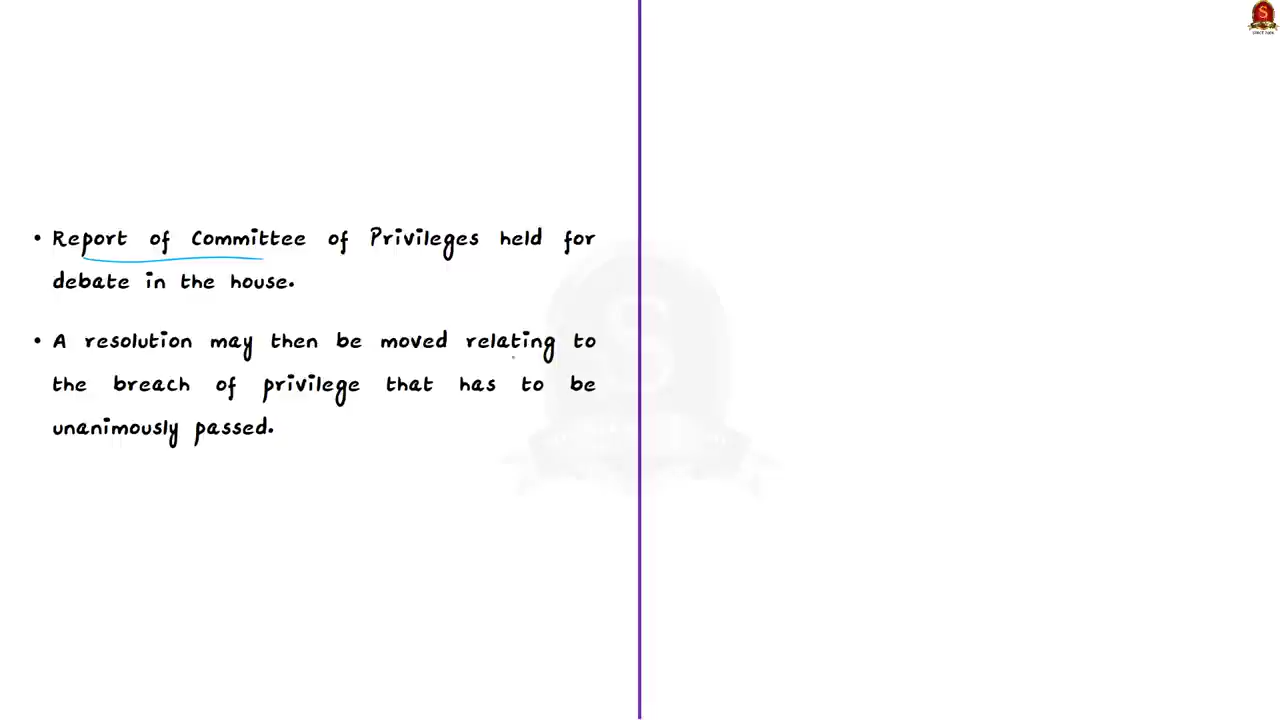 • Report of Committee of Privileges held for
debate in the house.
• A resolution may then be moved relating to
the breach of privilege that has to be
unanimously passed.